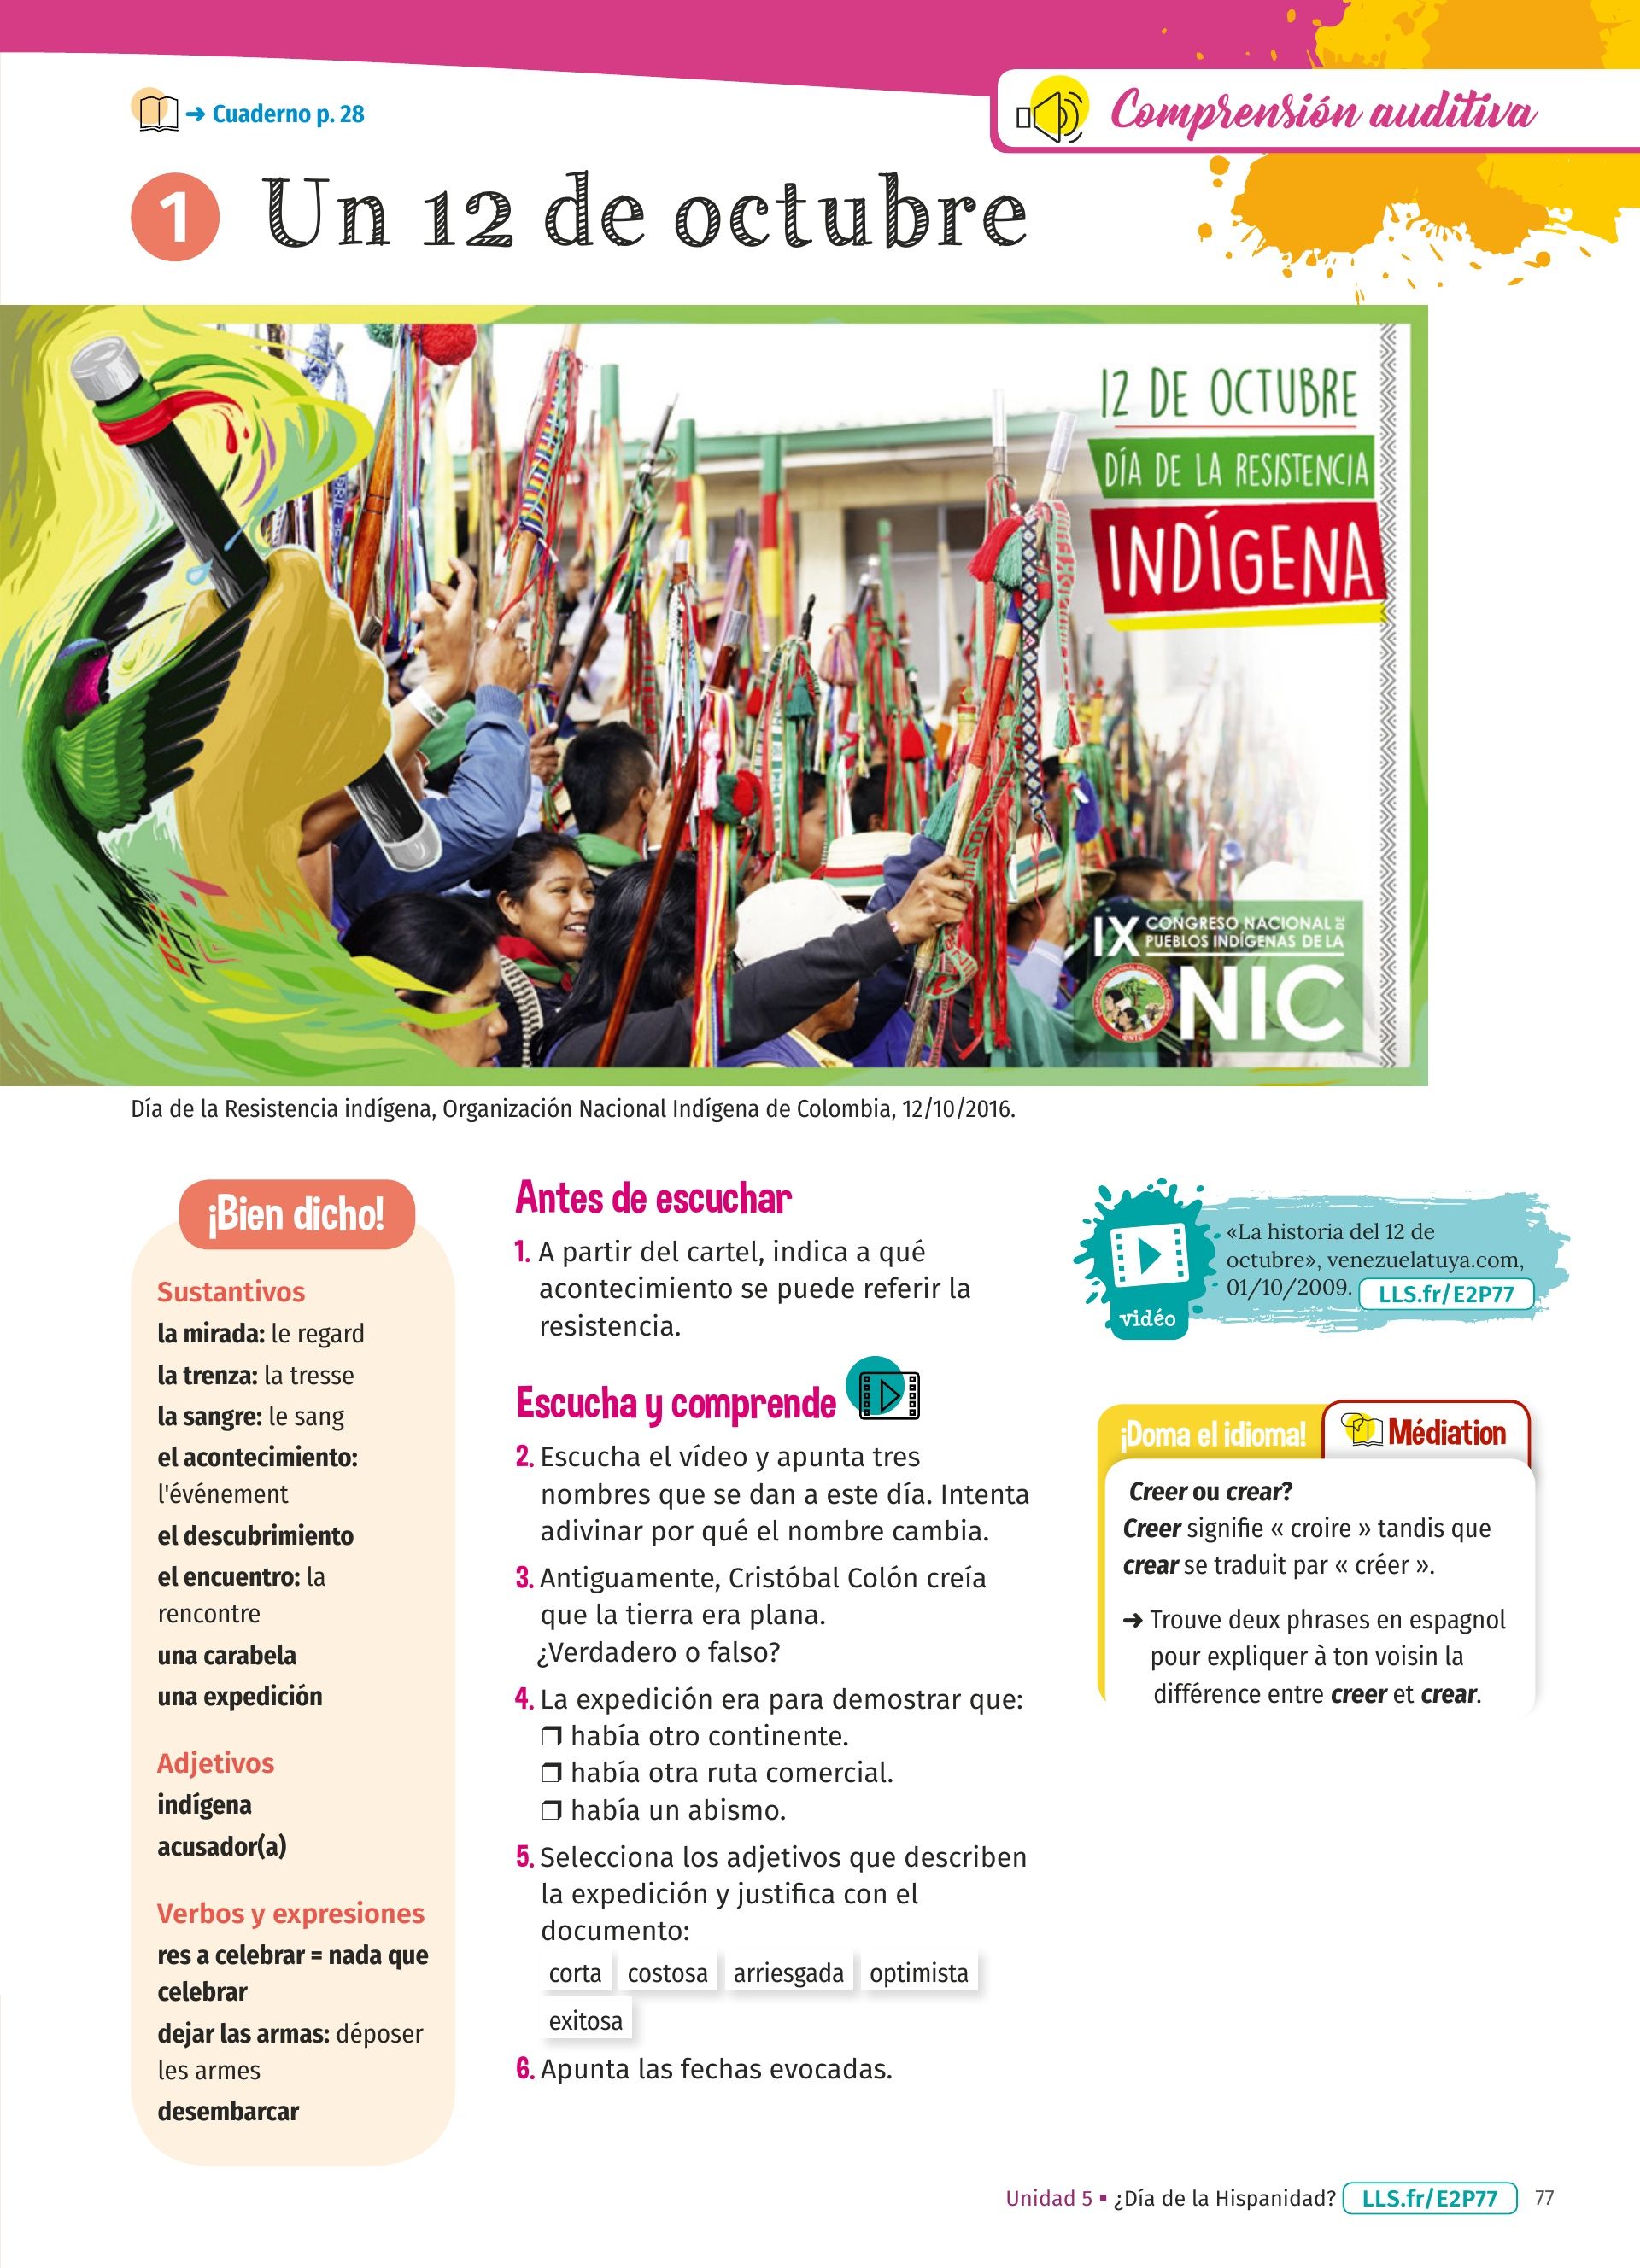 ➜ Cuaderno p. 28
Comprensión auditiva
1 Un 12 de octubre
12 DE OCTUBRE
DÍA DE LA RESISTENCIA
INDÍGENA
IX CONGRESO NACIONAL DE
PUEBLOS INDÍGENAS DE LA
ONIC
Día de la Resistencia indígena, Organización Nacional Indígena de Colombia, 12/10/2016.
¡Bien dicho!
Sustantivos
la mirada: le regard
la trenza: la tresse
la sangre: le sang
el acontecimiento:
l'événement
el descubrimiento
el encuentro: la
rencontre
una carabela
una expedición
Adjetivos
indígena
acusador(a)
Verbos y expresiones
res a celebrar = nada que
celebrar
dejar las armas: déposer
les armes
desembarcar
Antes de escuchar
1. A partir del cartel, indica a qué
acontecimiento se puede referir la
resistencia.
Escucha y comprende
2. Escucha el vídeo y apunta tres
nombres que se dan a este día. Intenta
adivinar por qué el nombre cambia.
3. Antiguamente, Cristóbal Colón creía
que la tierra era plana.
¿Verdadero o falso?
4. La expedición era para demostrar que:
❒ había otro continente.
❒ había otra ruta comercial.
❒ había un abismo.
5. Selecciona los adjetivos que describen
la expedición y justifica con el
documento:
corta costosa arriesgada optimista
exitosa
6. Apunta las fechas evocadas.
vidéo
«La historia del 12 de
octubre», venezuelatuya.com,
01/10/2009. LLS.fr/E2P77
¡Doma el idioma! Médiation
Creer ou crear?
Creer signifie « croire » tandis que
crear se traduit par « créer ».
➜ Trouve deux phrases en espagnol
pour expliquer à ton voisin la
différence entre creer et crear.
Unidad 5 ▪ ¿Día de la Hispanidad? LLS.fr/E2P77 77